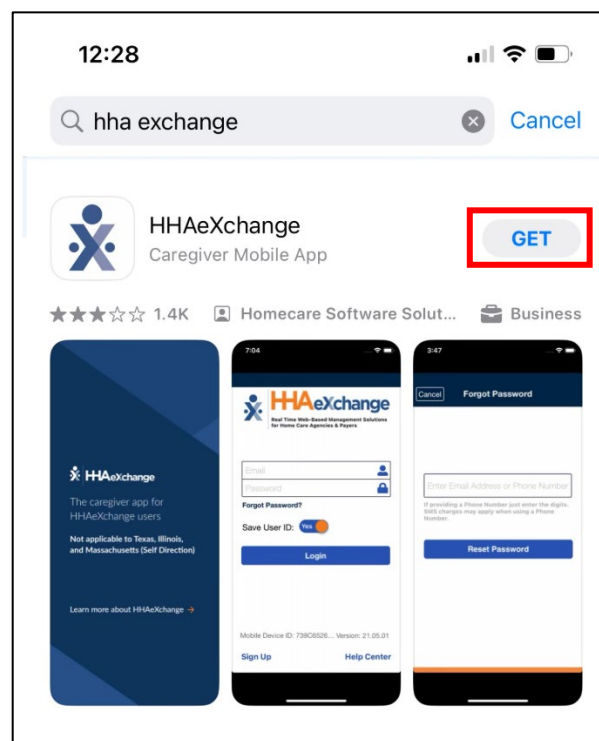 12:28
hha exchange
Cancel
HHAeXchange
Caregiver Mobile App
GET
1.4K
Homecare Software Solut...
Business
HHAeXchange
The caregiver app for
HHAeXchange users
Not applicable to Texas, Illinois,
and Massachusetts (Self Direction)
Learn more about HHAeXchange →
7:04
HHAeXchange
Real Time Web-Based Management Solutions
for Home Care Agencies & Payers
Email
Password
Forgot Password?
Save User ID:
Yes
Login
Mobile Device ID: 739C6526... Version: 21.05.01
Sign Up
Help Center
3:47
Cancel
Forgot Password
Enter Email Address or Phone Number
If providing a Phone Number just enter the digits.
SMS charges may apply when using a Phone
Number.
Reset Password